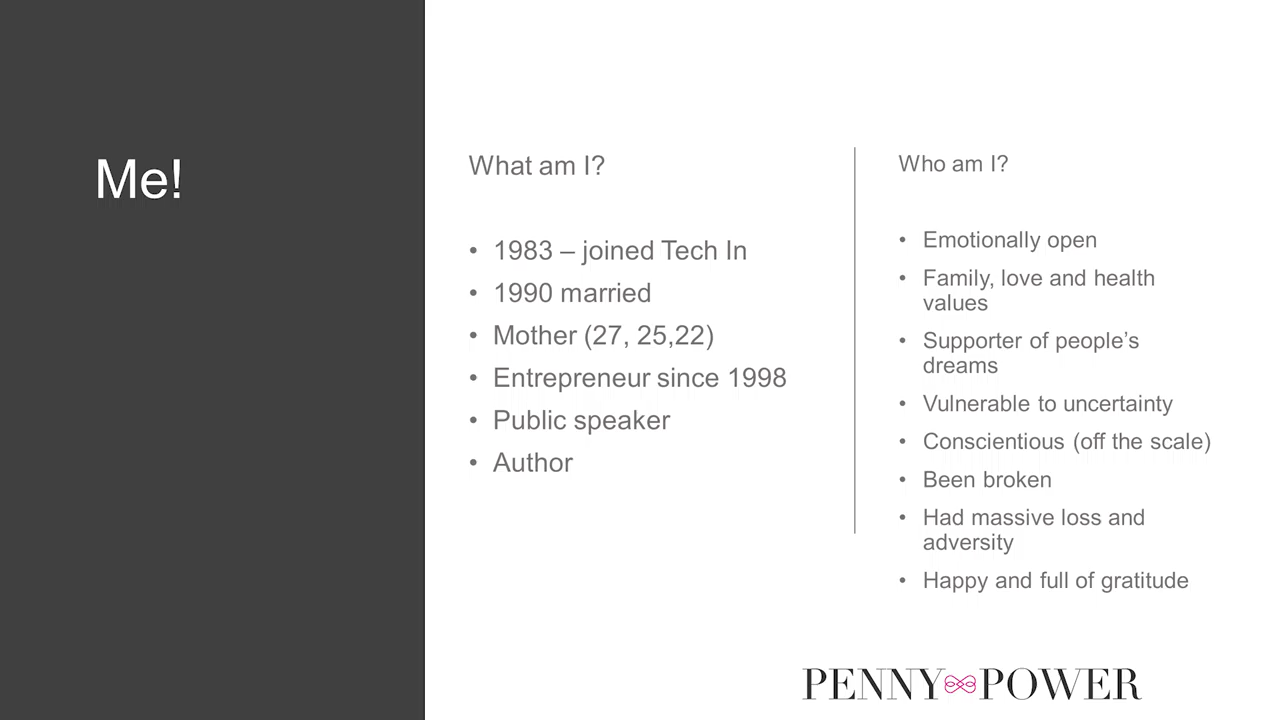 Me!
What am I?
• 1983 – joined Tech In
• 1990 married
• Mother (27, 25,22)
• Entrepreneur since 1998
• Public speaker
• Author
Who am I?
• Emotionally open
• Family, love and health
values
• Supporter of people’s
dreams
• Vulnerable to uncertainty
• Conscientious (off the scale)
• Been broken
• Had massive loss and
adversity
• Happy and full of gratitude
PENNY POWER